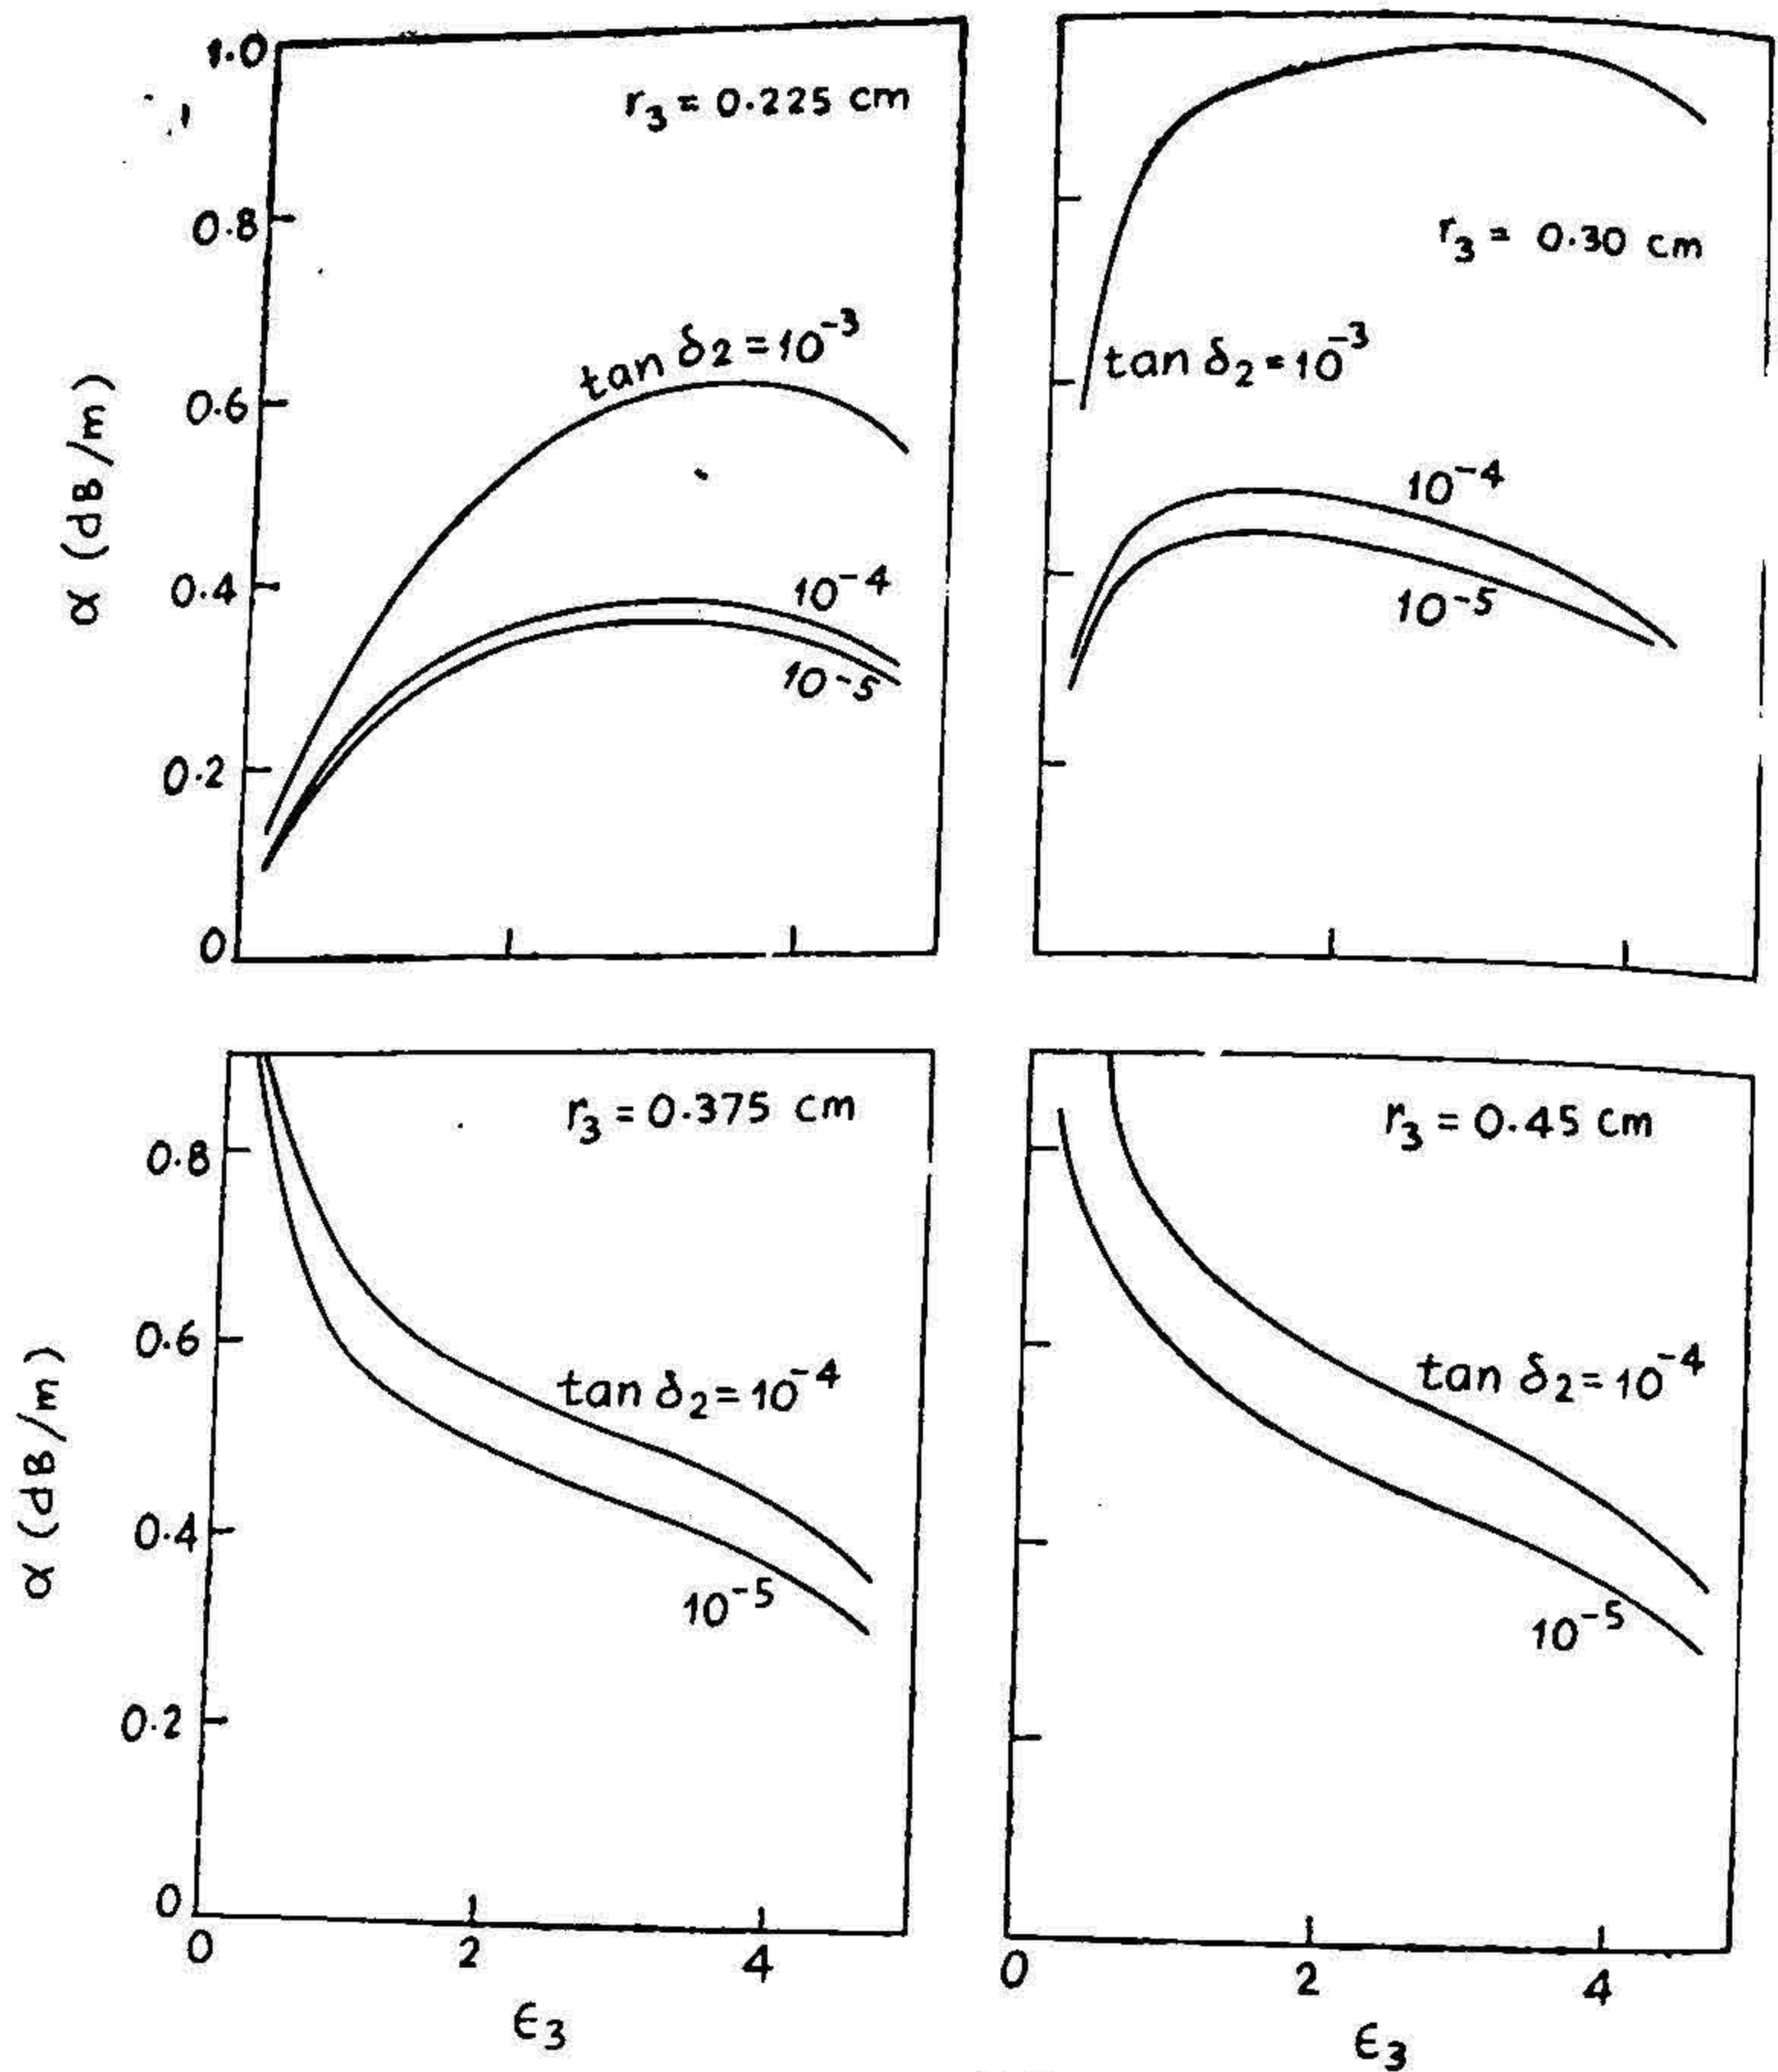 1.0
0.8
0.6
0.4
0.2
0
α (dB/m)
r₃ = 0.225 cm
tan δ₂ = 10⁻³
10⁻⁴
10⁻⁵
r₃ = 0.30 cm
tan δ₂ = 10⁻³
10⁻⁴
10⁻⁵
0.8
0.6
0.4
0.2
0
α (dB/m)
r₃ = 0.375 cm
tan δ₂ = 10⁻⁴
10⁻⁵
0 2 4
ϵ₃
r₃ = 0.45 cm
tan δ₂ = 10⁻⁴
10⁻⁵
0 2 4
ϵ₃